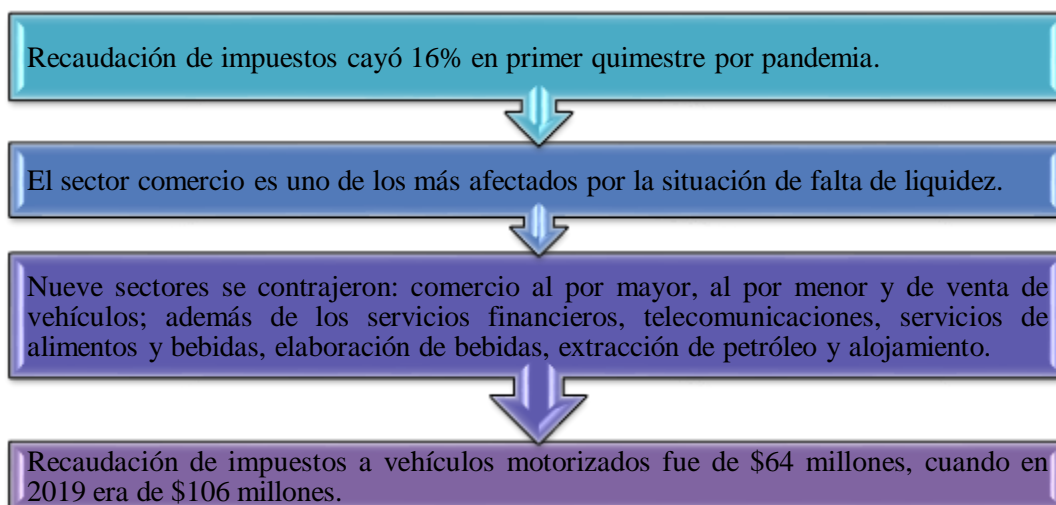 Recaudación de impuestos cayó 16% en primer quimestre por pandemia.
El sector comercio es uno de los más afectados por la situación de falta de liquidez.
Nueve sectores se contrajeron: comercio al por mayor, al por menor y de venta de
vehículos; además de los servicios financieros, telecomunicaciones, servicios de
alimentos y bebidas, elaboración de bebidas, extracción de petróleo y alojamiento.
Recaudación de impuestos a vehículos motorizados fue de $64 millones, cuando en
2019 era de $106 millones.